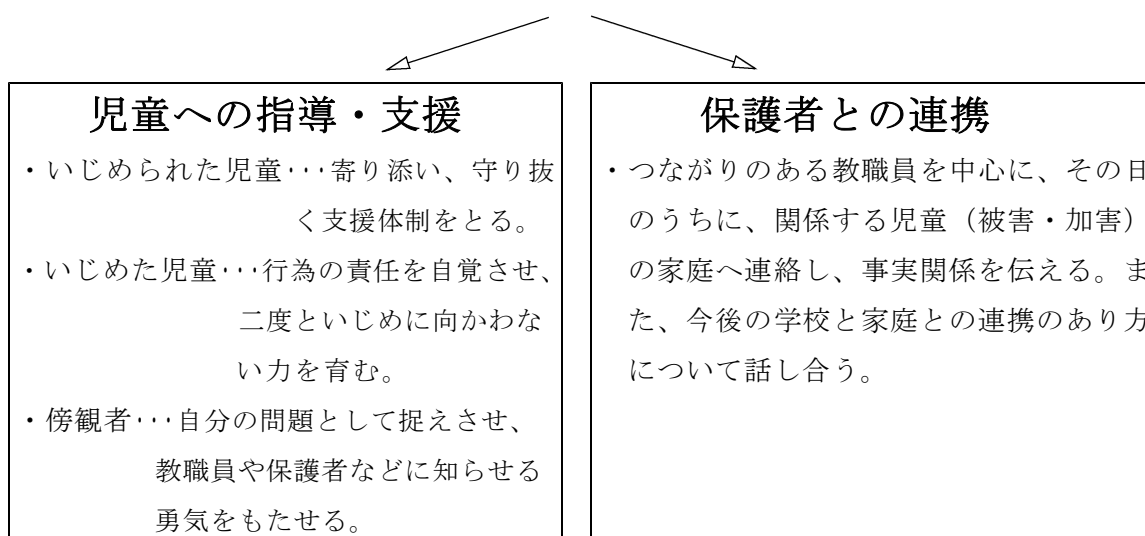 児童への指導・支援
・いじめられた児童･･･寄り添い、守り抜
く支援体制をとる。
・いじめた児童･･･行為の責任を自覚させ、
二度といじめに向かわな
い力を育む。
・傍観者･･･自分の問題として捉えさせ、
教職員や保護者などに知らせる
勇気をもたせる。
保護者との連携
・つながりのある教職員を中心に、その日
のうちに、関係する児童（被害・加害）
の家庭へ連絡し、事実関係を伝える。ま
た、今後の学校と家庭との連携のあり方
について話し合う。